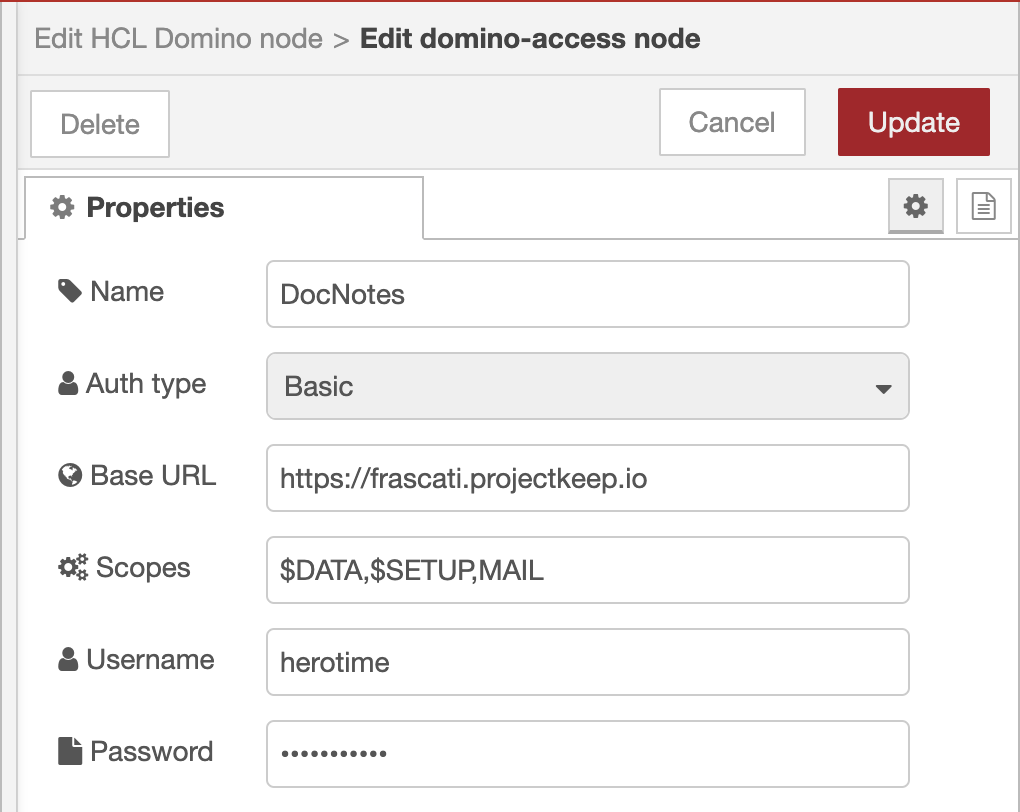 Edit HCL Domino node > Edit domino-access node
Delete
Cancel
Update
Properties
Name
DocNotes
Auth type
Basic
Base URL
https://frascati.projectkeep.io
Scopes
$DATA,$SETUP,MAIL
Username
herotime
Password
•••••••••••